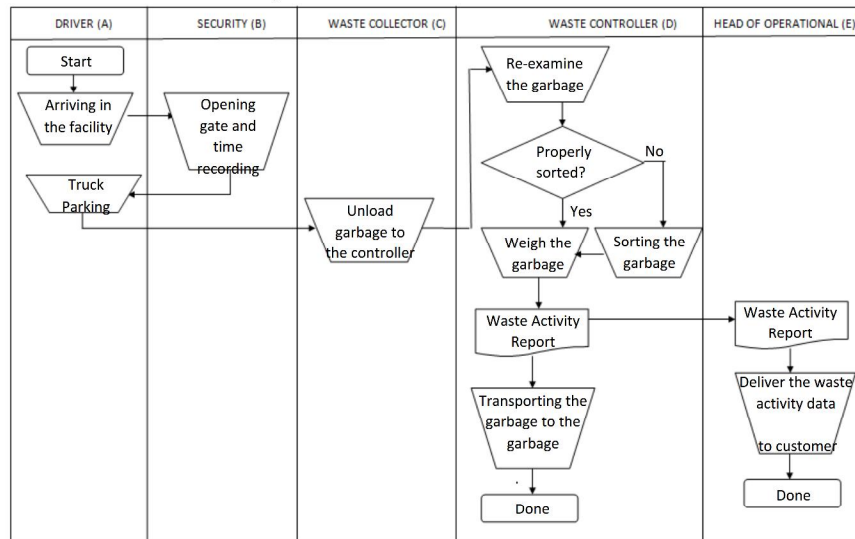 DRIVER (A)
SECURITY (B)
WASTE COLLECTOR (C)
WASTE CONTROLLER (D)
HEAD OF OPERATIONAL (E)
Start
Arriving in
the facility
Opening
gate and
time
recording
Truck
Parking
Unload
garbage to
the controller
Re-examine
the garbage
Properly
sorted?
No
Yes
Weigh the
garbage
Sorting the
garbage
Waste Activity
Report
Waste Activity
Report
Transporting the
garbage to the
garbage
Deliver the waste
activity data
to customer
Done
Done